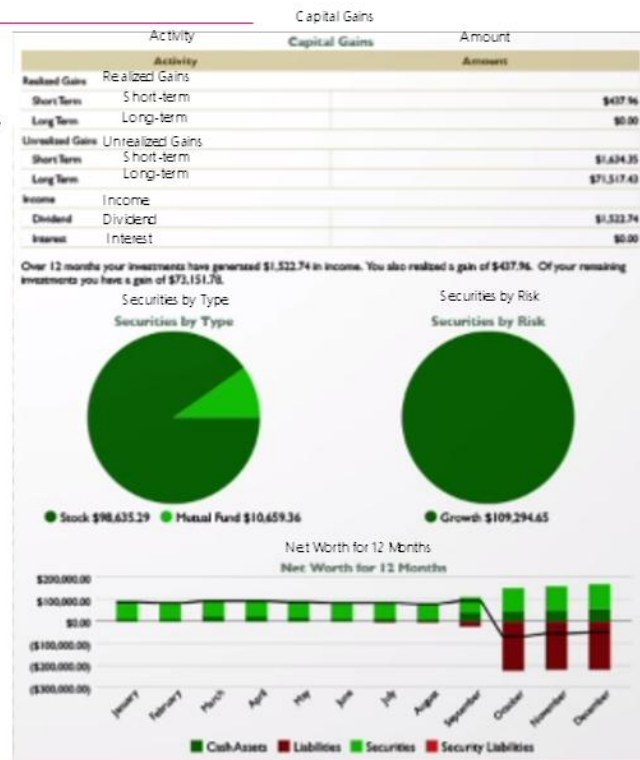 Capital Gains
Activity Amount
Capital Gains
Activity Amount
Realized Gains Realized Gains
Short Term Short-term $437.96
Long Term Long-term $0.00
Unrealized Gains Unrealized Gains
Short Term Short-term $1,634.35
Long Term Long-term $71,517.43
Income Income
Dividend Dividend $1,522.74
Interest Interest $0.00
Over 12 months your investments have generated $1,522.74 in income. You also realized a gain of $437.96. Of your remaining
investments you have a gain of $73,151.78.
Securities by Type Securities by Risk
Securities by Type Securities by Risk
Stock $98,635.29 Mutual Fund $10,659.36 Growth $109,294.65
Net Worth for 12 Months
Net Worth for 12 Months
$200,000.00
$100,000.00
$0.00
($100,000.00)
($200,000.00)
($300,000.00)
January February March April May June July August September October November December
Cash Assets Liabilities Securities Security Liabilities